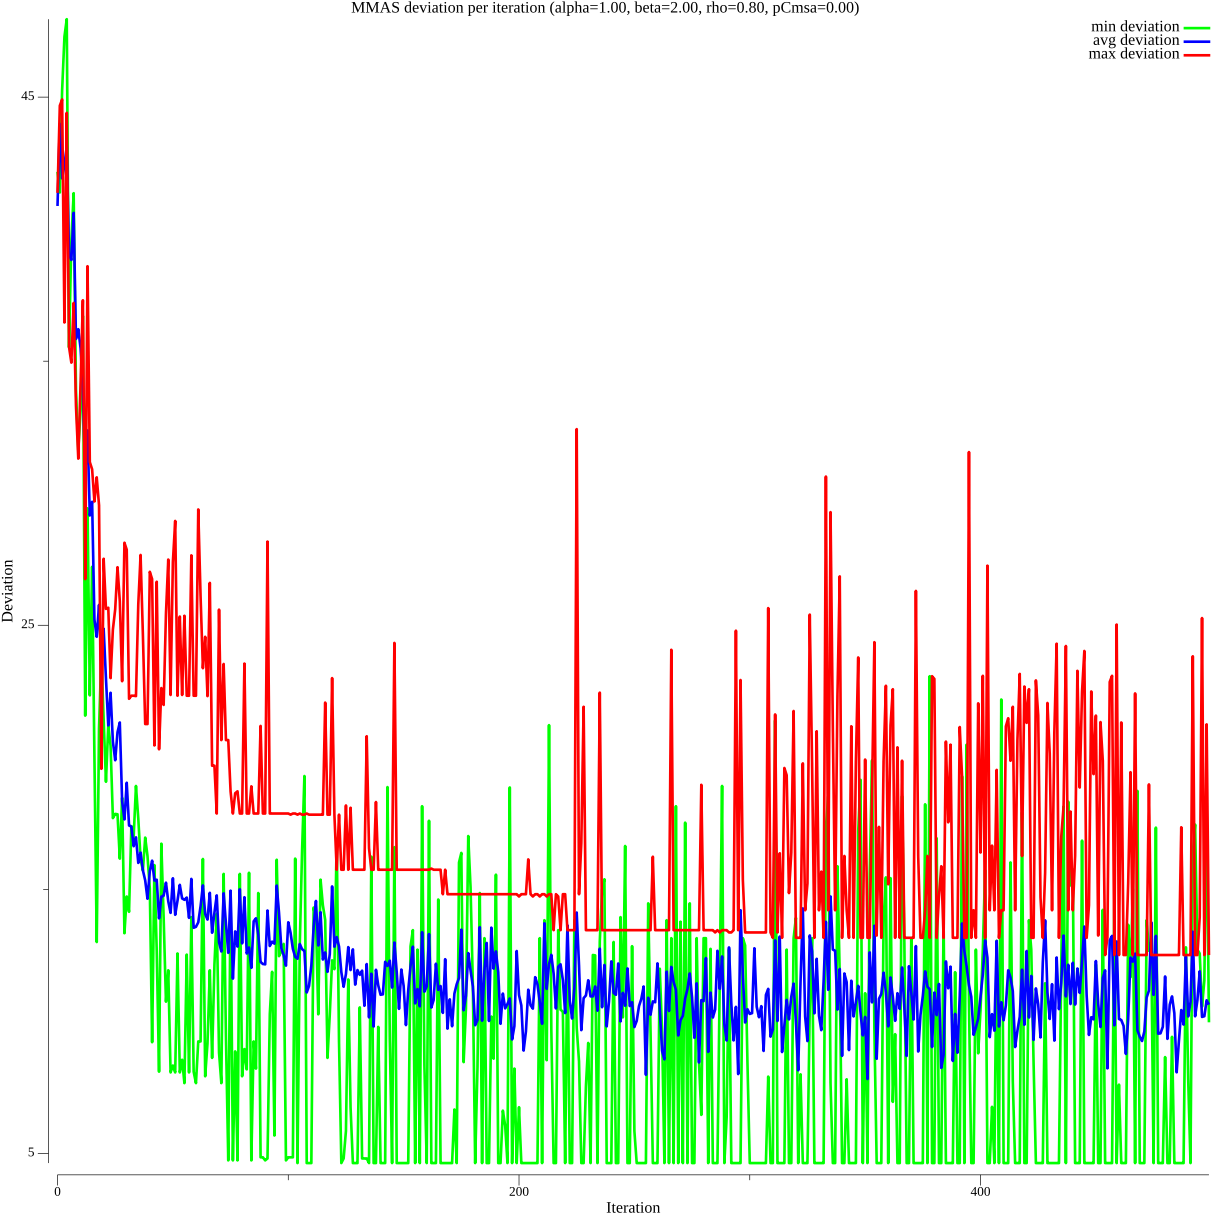 MMAS deviation per iteration (alpha=1.00, beta=2.00, rho=0.80, pCmsa=0.00)
min deviation
avg deviation
max deviation
45
25
5
Deviation
0
200
400
Iteration